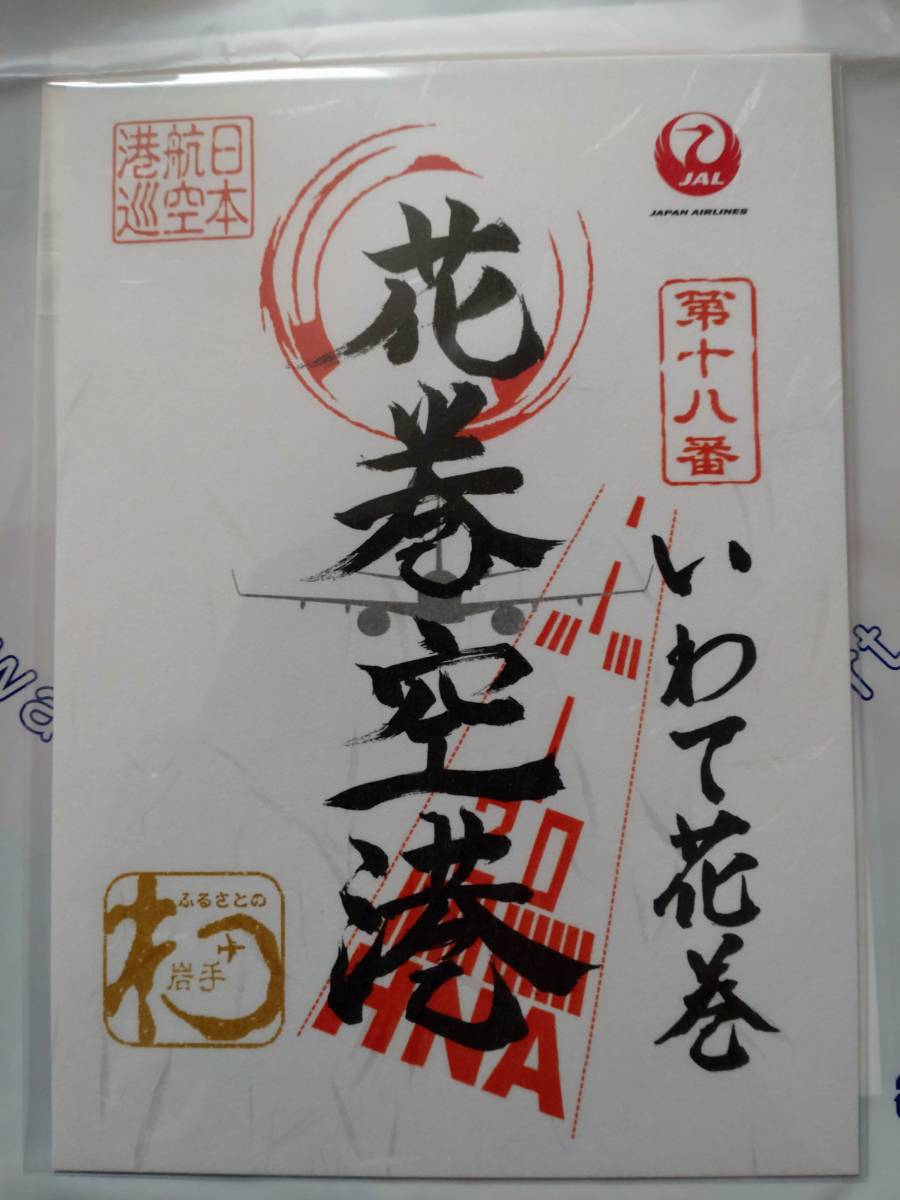 日本
航空
港巡
JAL
JAPAN AIRLINES
第十八番
いわて花巻
花巻空港
HNA
ふるさとの
岩手